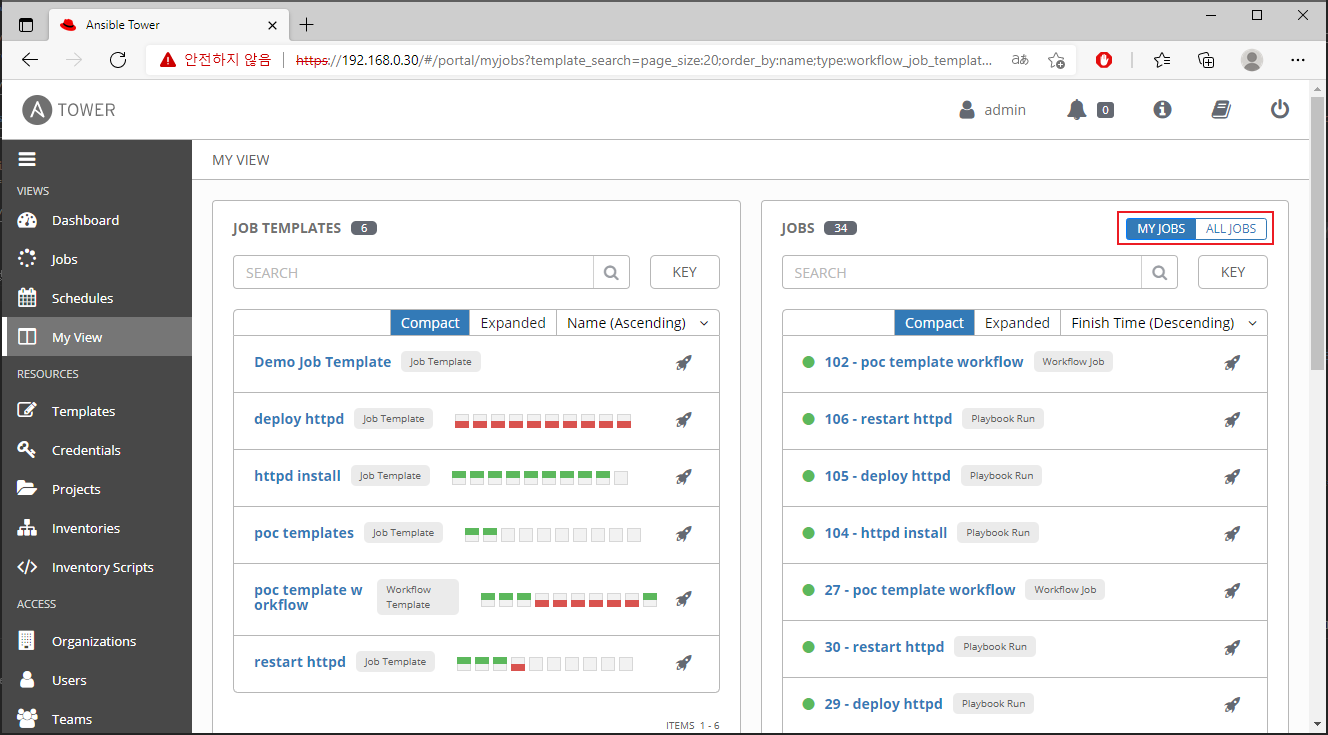 Ansible Tower
안전하지 않음
https://192.168.0.30/#/portal/myjobs?template_search=page_size:20;order_by:name;type:workflow_job_templat...
aあ
A TOWER
admin
0
VIEWS
Dashboard
Jobs
Schedules
My View
RESOURCES
Templates
Credentials
Projects
Inventories
Inventory Scripts
ACCESS
Organizations
Users
Teams
MY VIEW
JOB TEMPLATES 6
SEARCH
KEY
Compact Expanded Name (Ascending)
Demo Job Template Job Template
deploy httpd Job Template
httpd install Job Template
poc templates Job Template
poc template w
orkflow
Workflow
Template
restart httpd Job Template
ITEMS 1 - 6
JOBS 34
MY JOBS ALL JOBS
SEARCH
KEY
Compact Expanded Finish Time (Descending)
102 - poc template workflow Workflow Job
106 - restart httpd Playbook Run
105 - deploy httpd Playbook Run
104 - httpd install Playbook Run
27 - poc template workflow Workflow Job
30 - restart httpd Playbook Run
29 - deploy httpd Playbook Run